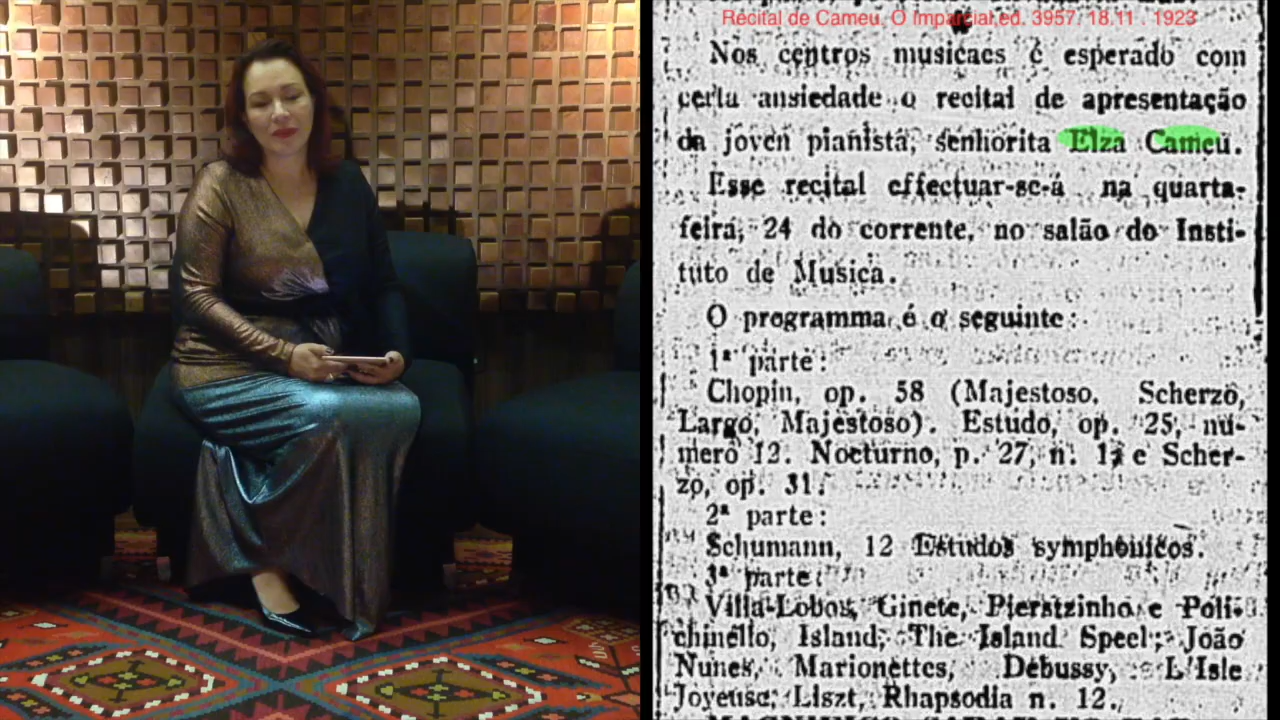 Récital de Cameu. O Imparcial,ed. 3957. 18.11 . 1923
Nos centros musicaes é esperado com
certa ansiedade o recital de apresentação
da joven pianista, senhorita Elza Cameu.
Esse recital effectuar-se-á na quarta-
feira, 24 do corrente, no salão do Insti-
tuto de Musica.
O programma é o seguinte:
1ª parte:
Chopin, op. 58 (Majestoso, Scherzo,
Largo, Majestoso). Estudo, op. 25, nu-
mero 12. Nocturno, p. 27, n. 1, e Scher-
zo, op. 31.
2ª parte:
Schumann, 12 Estudos symphonicos.
3ª parte:
Villa-Lobos, Ginete, Pierstzinho e Poli-
chinello, Island, The Island Speel; João
Nunes, Marionettes, Debussy, L'Isle
Joyeuse, Liszt, Rhapsodia n. 12.